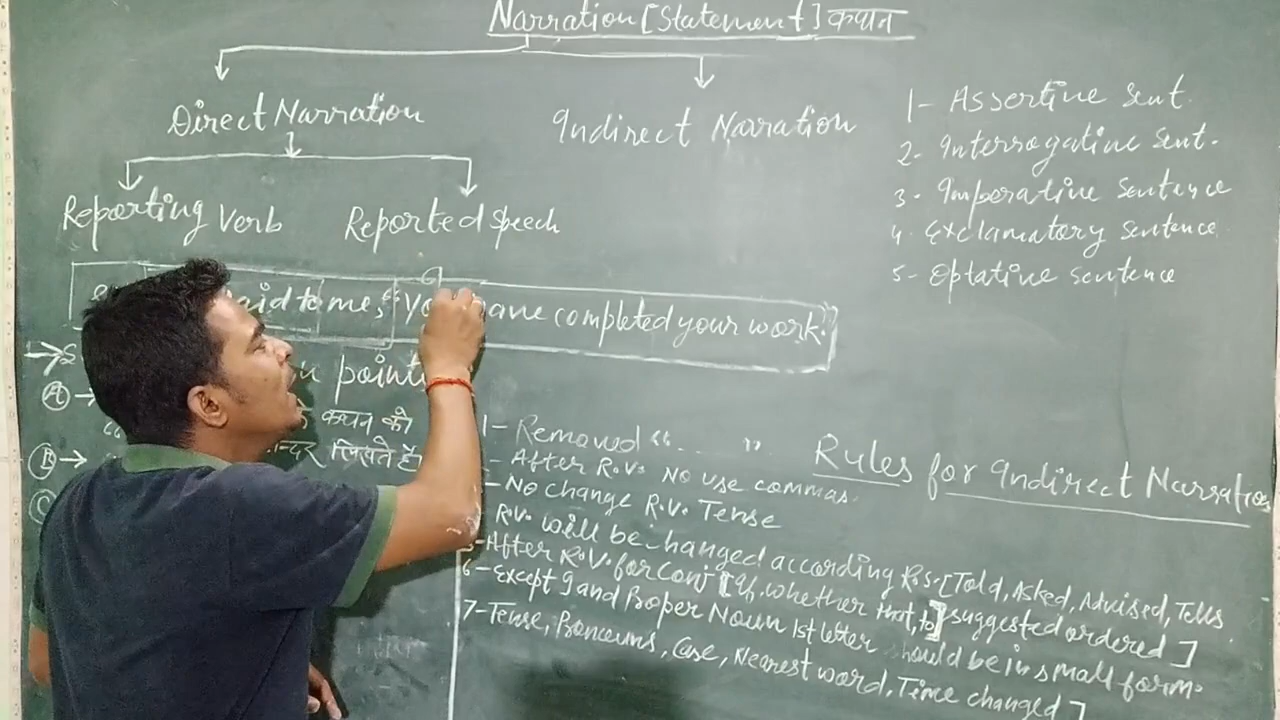 Narration [Statement] कथन
Direct Narration
Indirect Narration
Reporting Verb
Reported Speech
said to me, "you have completed your work."
point
Ⓐ →
कथन को
Ⓑ →
लिखते हैं
1- Assertive Sent.
2. Interrogative Sent.
3. Imperative Sentence
4. Exclamatory Sentence
5- Optative sentence
Rules for Indirect Narration
1- Removed " .... "
- After R.V. No use commas.
- No change R.V. Tense
R.V. will be changed according R.S. [Told, Asked, Advised, Tells
suggested ordered ]
5-After R.V. for Conj [If, whether that, to]
6-Except I and Proper Noun 1st letter should be in small form.
7-Tense, Pronouns, Case, Nearest word, Time changed ]